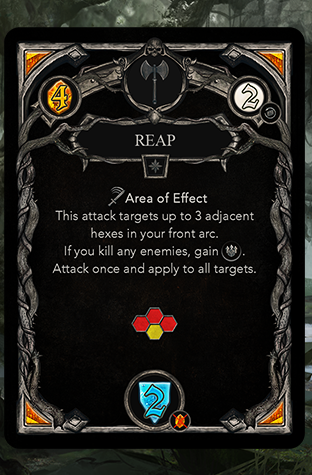 4
2
REAP
Area of Effect
This attack targets up to 3 adjacent
hexes in your front arc.
If you kill any enemies, gain .
Attack once and apply to all targets.
2